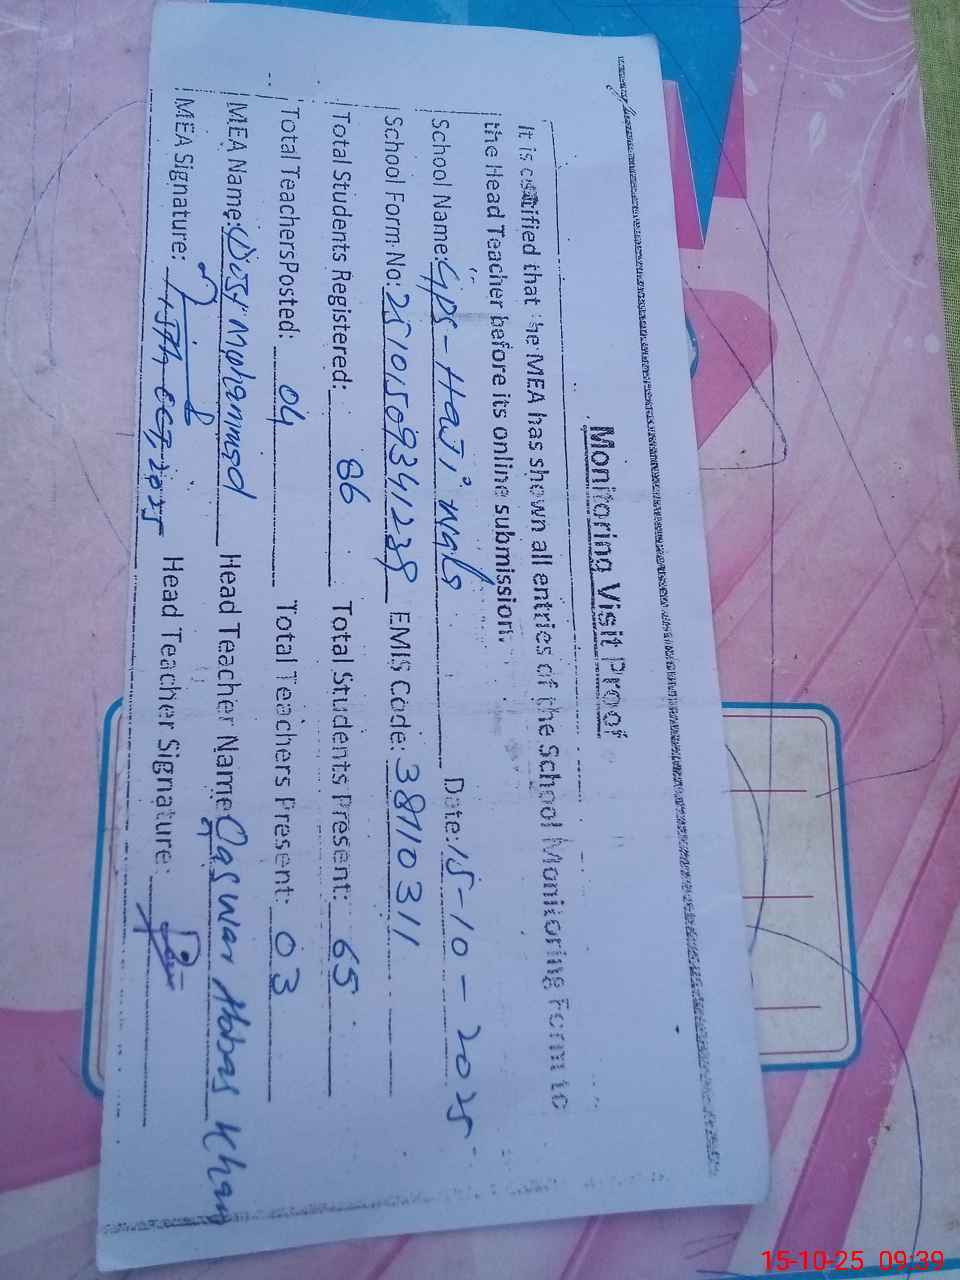 Monitoring Visit Proof
It is certified that the MEA has shown all entries of the School Monitoring Form to
the Head Teacher before its online submission.
School Name: GPS - Haji wala Date: 15-10-2025
School Form No: 251015093412 EMIS Code: 38110311
Total Students Registered: 86 Total Students Present: 65
Total Teachers Posted: 04 Total Teachers Present: 03
MEA Name: Dost Muhammad Head Teacher Name Qaswar Abbas Khan
MEA Signature: 15th OCT, 2025 Head Teacher Signature:
15-10-25 09:39